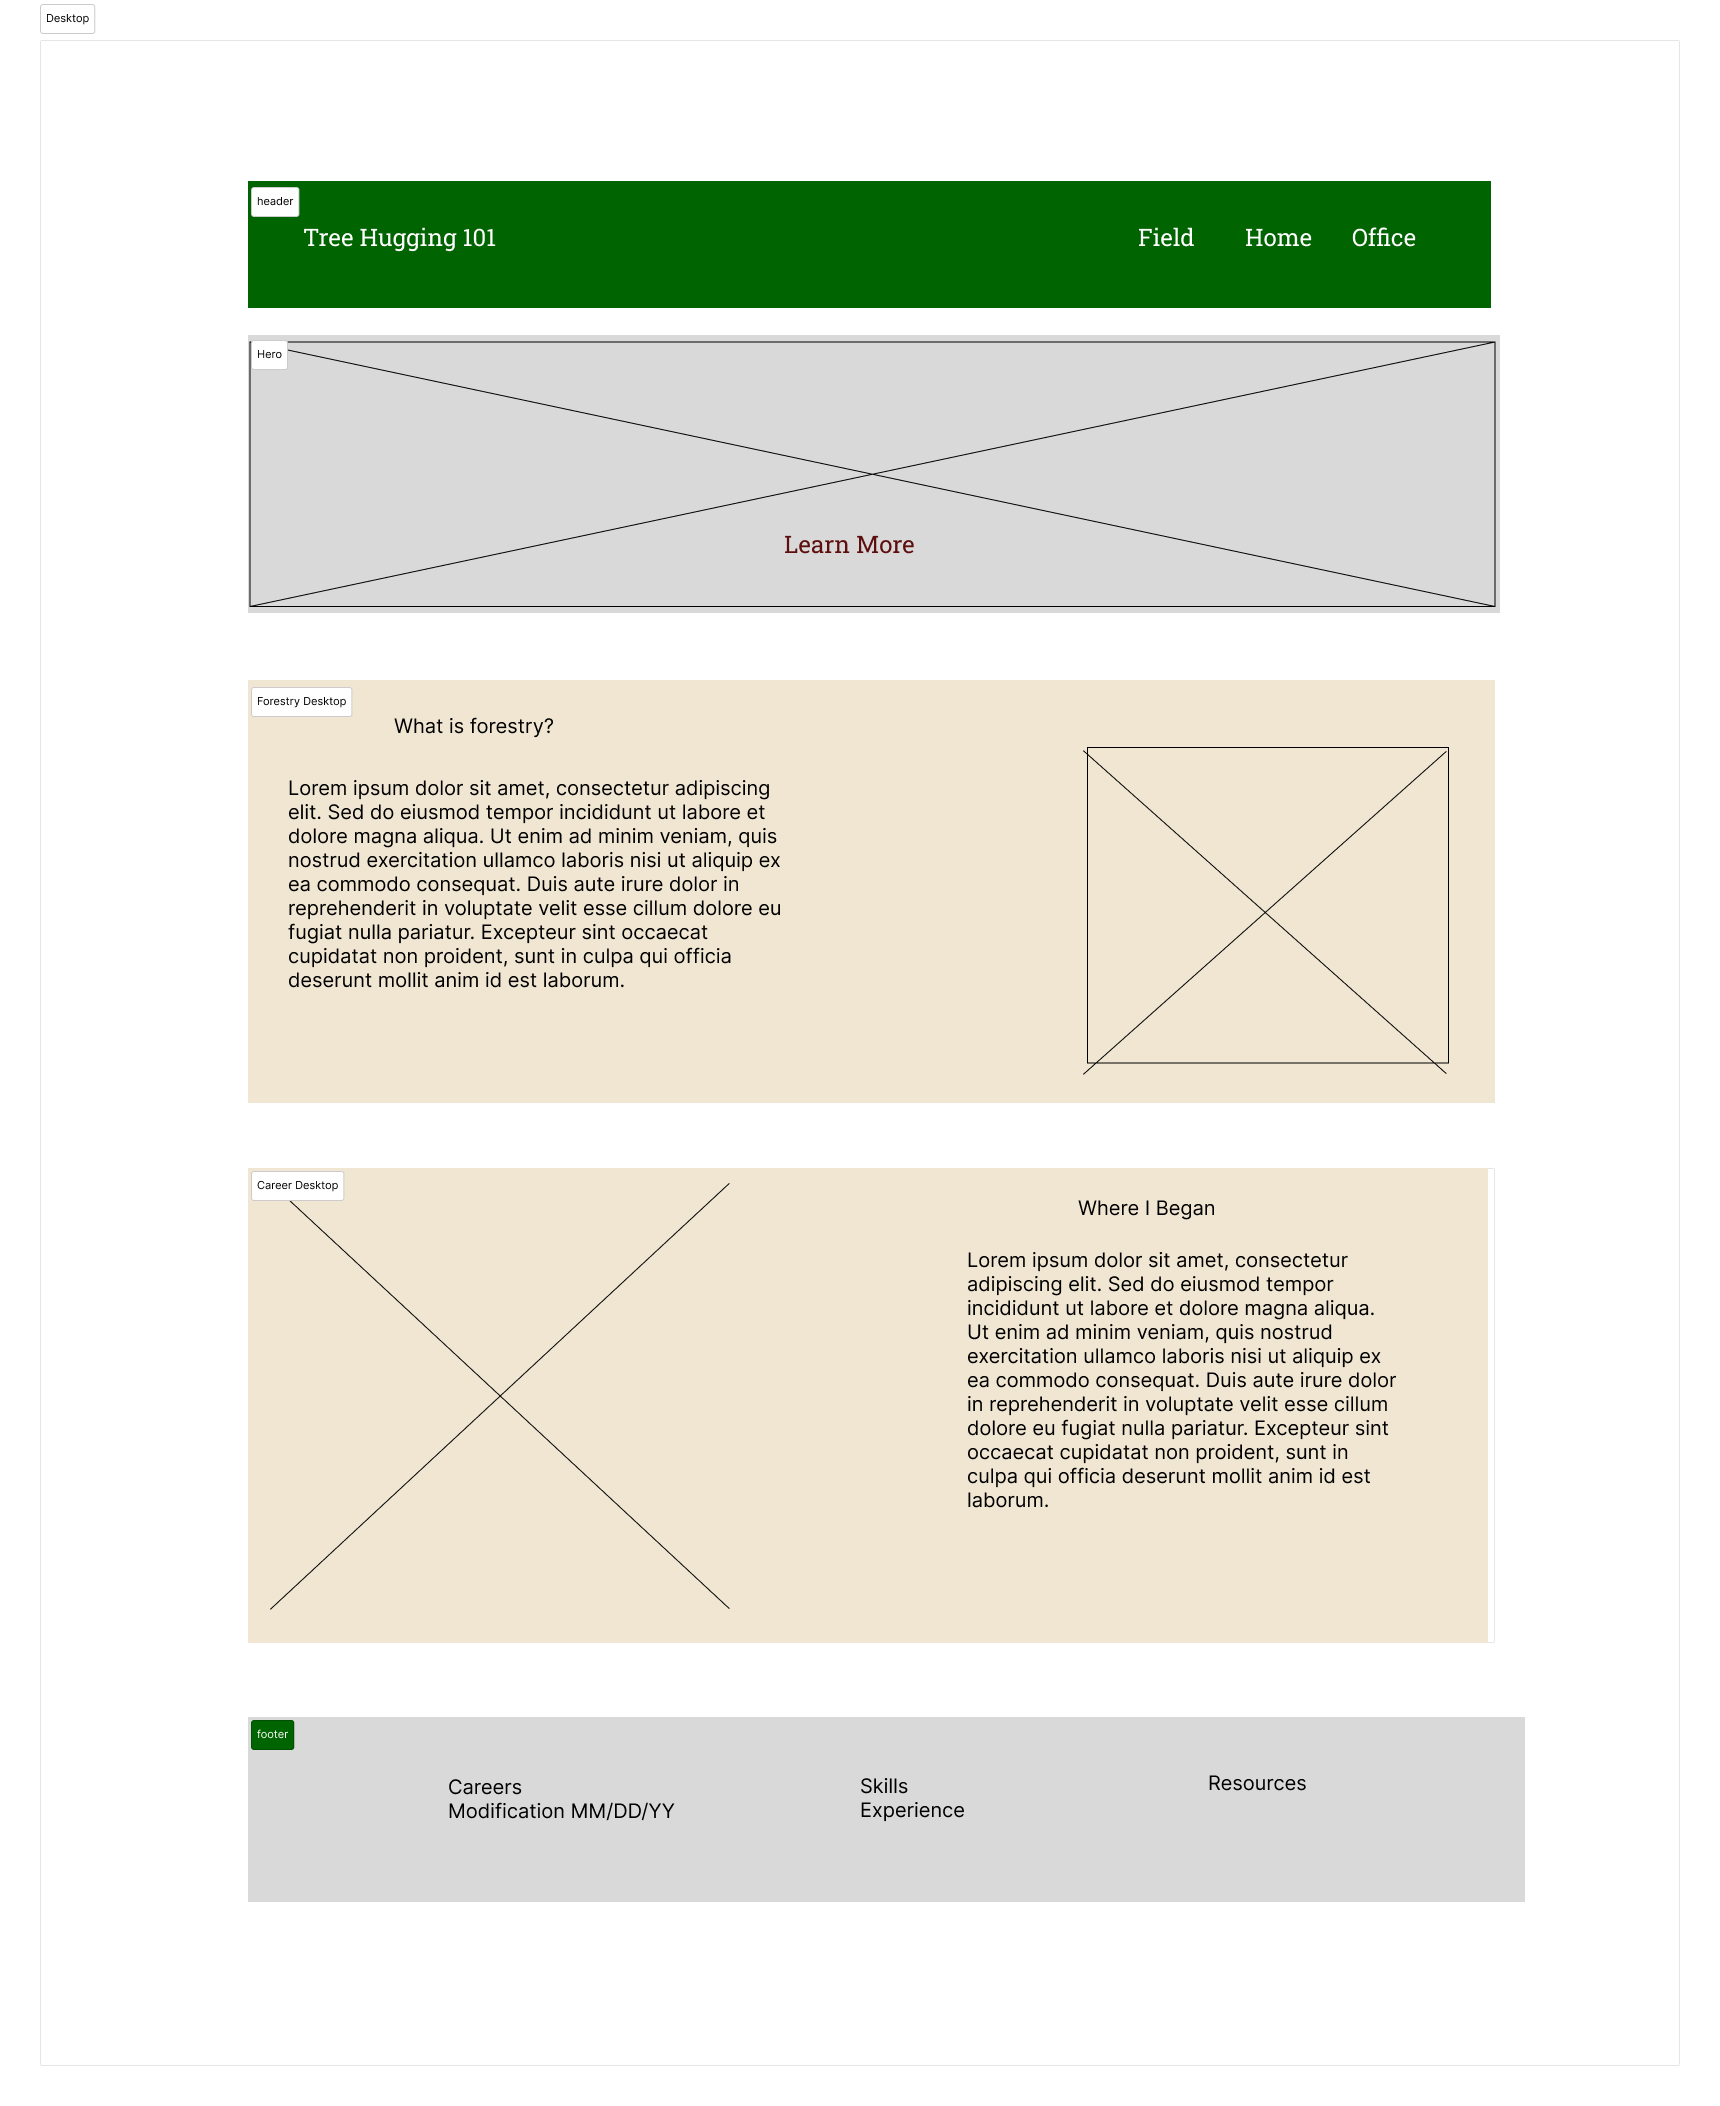 Desktop
header
Tree Hugging 101
Field
Home
Office
Hero
Learn More
Forestry Desktop
What is forestry?
Lorem ipsum dolor sit amet, consectetur adipiscing
elit. Sed do eiusmod tempor incididunt ut labore et
dolore magna aliqua. Ut enim ad minim veniam, quis
nostrud exercitation ullamco laboris nisi ut aliquip ex
ea commodo consequat. Duis aute irure dolor in
reprehenderit in voluptate velit esse cillum dolore eu
fugiat nulla pariatur. Excepteur sint occaecat
cupidatat non proident, sunt in culpa qui officia
deserunt mollit anim id est laborum.
Career Desktop
Where I Began
Lorem ipsum dolor sit amet, consectetur
adipiscing elit. Sed do eiusmod tempor
incididunt ut labore et dolore magna aliqua.
Ut enim ad minim veniam, quis nostrud
exercitation ullamco laboris nisi ut aliquip ex
ea commodo consequat. Duis aute irure dolor
in reprehenderit in voluptate velit esse cillum
dolore eu fugiat nulla pariatur. Excepteur sint
occaecat cupidatat non proident, sunt in
culpa qui officia deserunt mollit anim id est
laborum.
footer
Careers
Modification MM/DD/YY
Skills
Experience
Resources